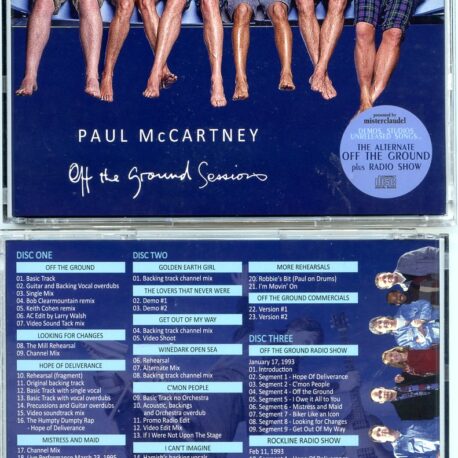 PAUL McCARTNEY
Off the Ground Sessions
presented by
misterclaudel
DEMOS, STUDIOS,
UNRELEASED SONGS...
THE ALTERNATE
OFF THE GROUND
plus RADIO SHOW
DISC ONE
OFF THE GROUND
01. Basic Track
02. Guitar and Backing Vocal overdubs
03. Single Mix
04. Bob Clearmountain remix
05. Keith Cohen remix
06. AC Edit by Larry Walsh
07. Video Sound Tack mix
LOOKING FOR CHANGES
08. The Mill Rehearsal
09. Channel Mix
HOPE OF DELIVERANCE
10. Rehearsal (fragment)
11. Original backing track
12. Basic Track with single vocal
13. Basic Track with vocal overdubs
14. Precussions and Guitar overdubs
15. Video soundtrack mix
16. The Humpty Dumpty Rap
Hope of Deliverance
MISTRESS AND MAID
17. Channel Mix
18. Live Performance March 23, 1995
DISC TWO
GOLDEN EARTH GIRL
01. Backing track channel mix
THE LOVERS THAT NEVER WERE
02. Demo #1
03. Demo #2
GET OUT OF MY WAY
04. Backing track channel mix
05. Video Shoot
WINEDARK OPEN SEA
06. Rehearsal
07. Alternate Mix
08. Backing track channel mix
C'MON PEOPLE
09. Basic Track No Orchestra
10. Acoustic, backings
and Orchestra overdub
11. Promo Radio Edit
12. Video Edit Mix
13. If I Were Not Upon The Stage
I CAN'T IMAGINE
14. Hamish's backing vocals
MORE REHEARSALS
20. Robbie's Bit (Paul on Drums)
21. I'm Movin' On
OFF THE GROUND COMMERCIALS
22. Version #1
23. Version #2
DISC THREE
OFF THE GROUND RADIO SHOW
January 17, 1993
01. Introduction
02. Segment 1 - Hope Of Deliverance
03. Segment 2 - C'mon People
04. Segment 4 - Off the Ground
05. Segment 5 - I Owe it All to You
06. Segment 6 - Mistress and Maid
07. Segment 7 - Biker Like an Icon
08. Segment 8 - Looking for Changes
09. Segment 9 - Get Out of My Way
ROCKLINE RADIO SHOW
Feb 11, 1993